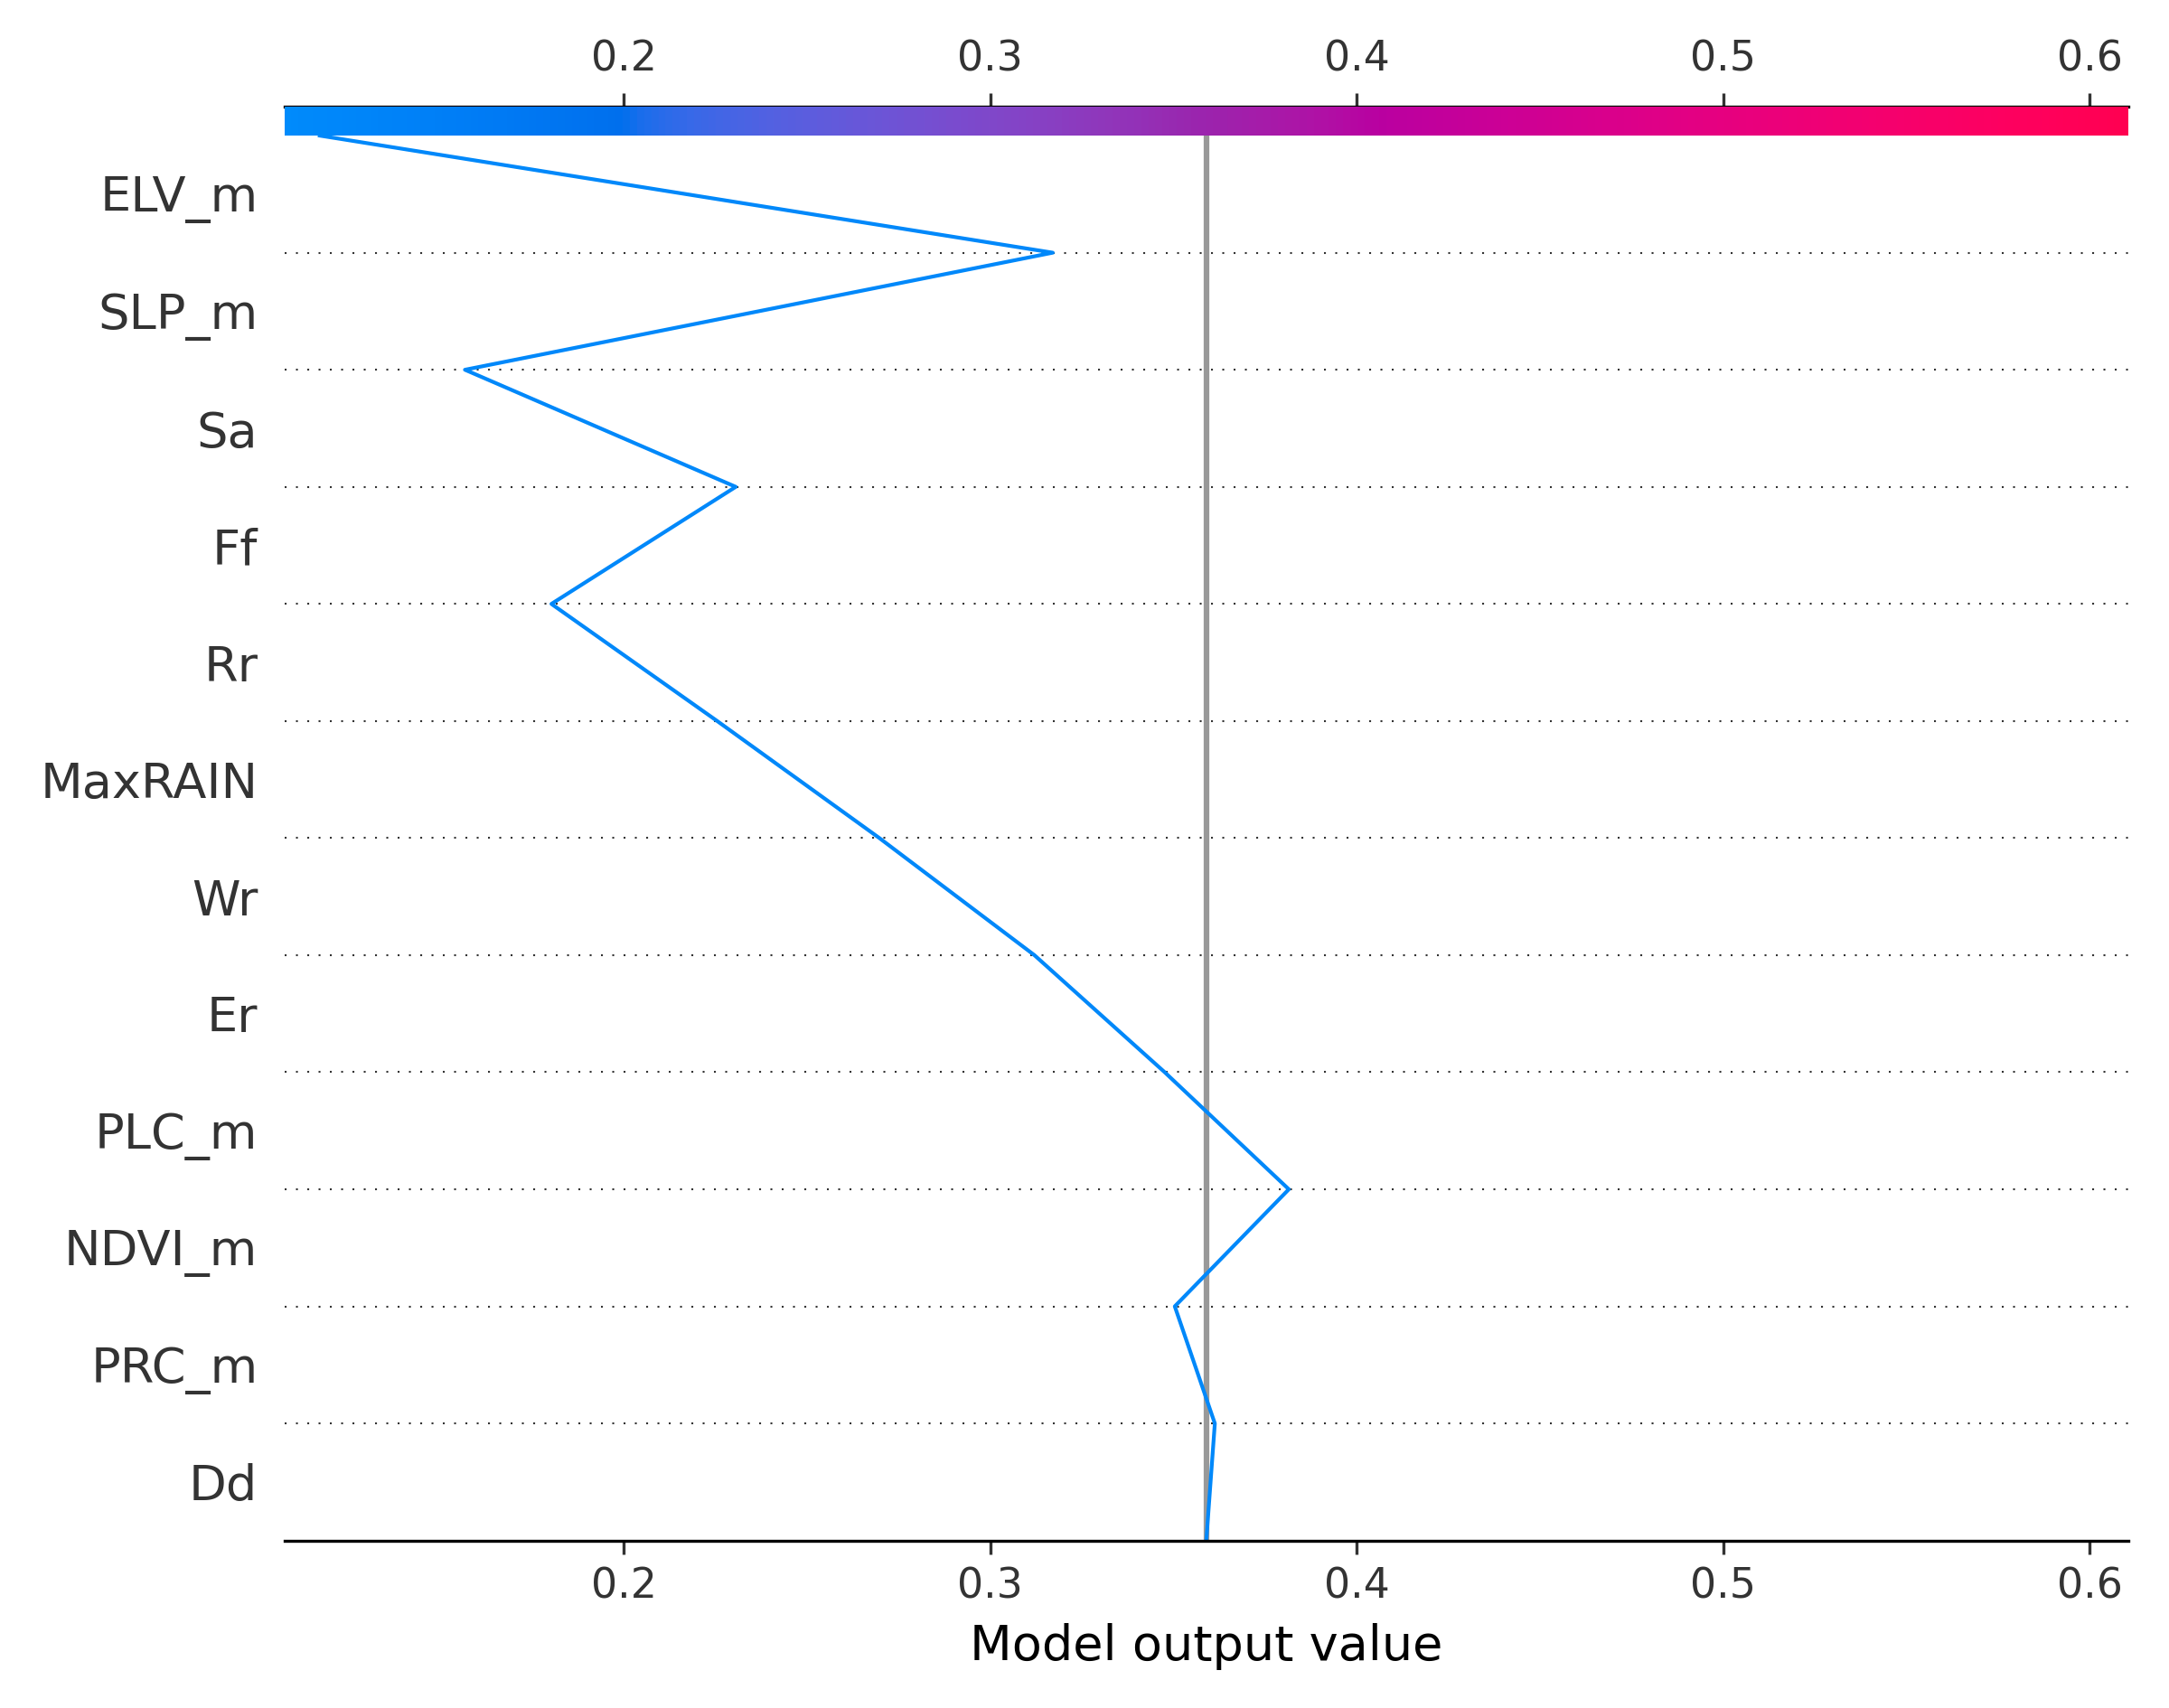 0.2 0.3 0.4 0.5 0.6
ELV_m
SLP_m
Sa
Ff
Rr
MaxRAIN
Wr
Er
PLC_m
NDVI_m
PRC_m
Dd
0.2 0.3 0.4 0.5 0.6
Model output value